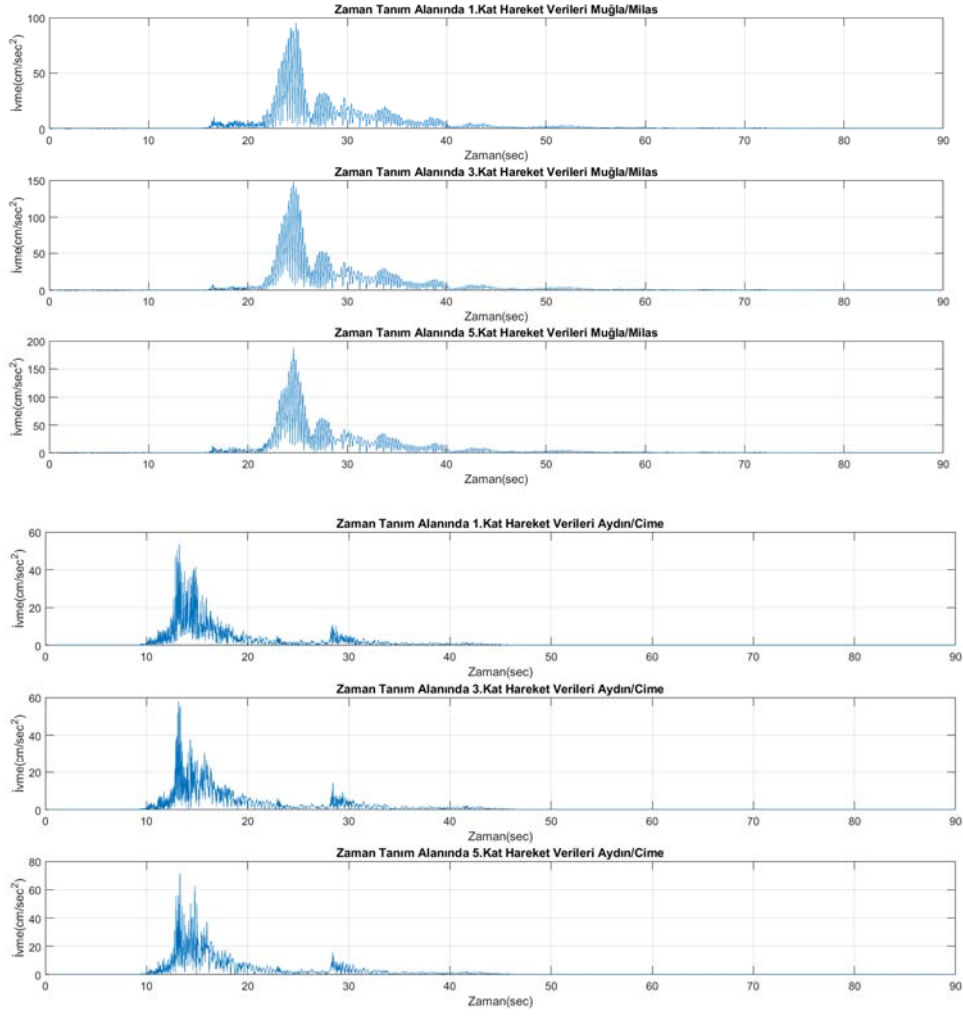 Zaman Tanım Alanında 1.Kat Hareket Verileri Muğla/Milas
100
50
0
İvme(cm/sec²)
0 10 20 30 40 50 60 70 80 90
Zaman(sec)
Zaman Tanım Alanında 3.Kat Hareket Verileri Muğla/Milas
150
100
50
0
İvme(cm/sec²)
0 10 20 30 40 50 60 70 80 90
Zaman(sec)
Zaman Tanım Alanında 5.Kat Hareket Verileri Muğla/Milas
200
150
100
50
0
İvme(cm/sec²)
0 10 20 30 40 50 60 70 80 90
Zaman(sec)
Zaman Tanım Alanında 1.Kat Hareket Verileri Aydın/Cime
60
40
20
0
İvme(cm/sec²)
0 10 20 30 40 50 60 70 80 90
Zaman(sec)
Zaman Tanım Alanında 3.Kat Hareket Verileri Aydın/Cime
60
40
20
0
İvme(cm/sec²)
0 10 20 30 40 50 60 70 80 90
Zaman(sec)
Zaman Tanım Alanında 5.Kat Hareket Verileri Aydın/Cime
80
60
40
20
0
İvme(cm/sec²)
0 10 20 30 40 50 60 70 80 90
Zaman(sec)